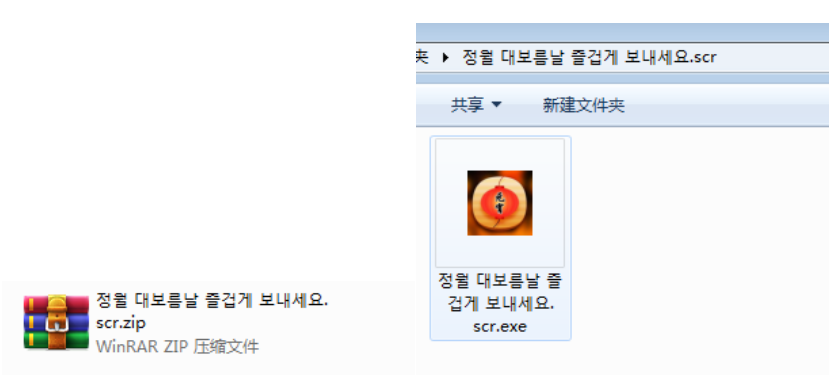 정월 대보름날 즐겁게 보내세요.
scr.zip
WinRAR ZIP 压缩文件
夹 ▸ 정월 대보름날 즐겁게 보내세요.scr
共享 ▼ 新建文件夹
元宵
정월 대보름날 즐
겁게 보내세요.
scr.exe